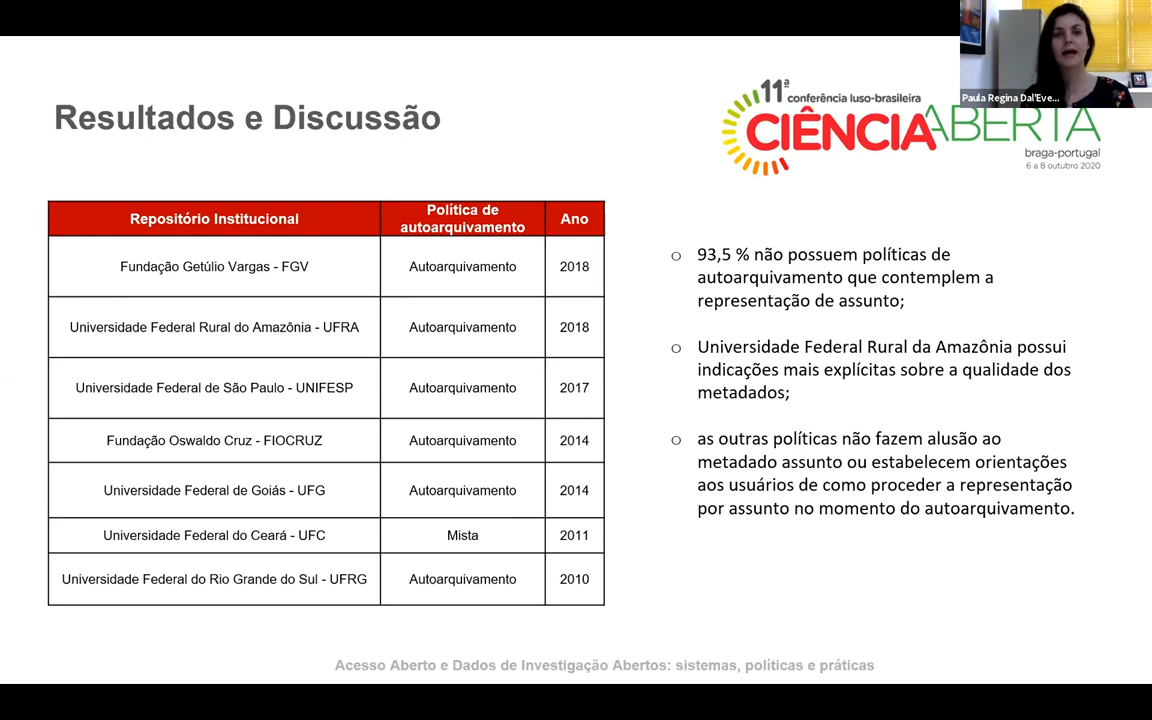 Paula Regina Dal'Eve...
Resultados e Discussão
11ª conferência luso-brasileira
CIÊNCIAABERTA
braga-portugal
6 a 8 outubro 2020
Repositório Institucional Política de autoarquivamento Ano
Fundação Getúlio Vargas - FGV Autoarquivamento 2018
Universidade Federal Rural do Amazônia - UFRA Autoarquivamento 2018
Universidade Federal de São Paulo - UNIFESP Autoarquivamento 2017
Fundação Oswaldo Cruz - FIOCRUZ Autoarquivamento 2014
Universidade Federal de Goiás - UFG Autoarquivamento 2014
Universidade Federal do Ceará - UFC Mista 2011
Universidade Federal do Rio Grande do Sul - UFRG Autoarquivamento 2010
o 93,5 % não possuem políticas de
autoarquivamento que contemplem a
representação de assunto;
o Universidade Federal Rural da Amazônia possui
indicações mais explícitas sobre a qualidade dos
metadados;
o as outras políticas não fazem alusão ao
metadado assunto ou estabelecem orientações
aos usuários de como proceder a representação
por assunto no momento do autoarquivamento.
Acesso Aberto e Dados de Investigação Abertos: sistemas, políticas e práticas